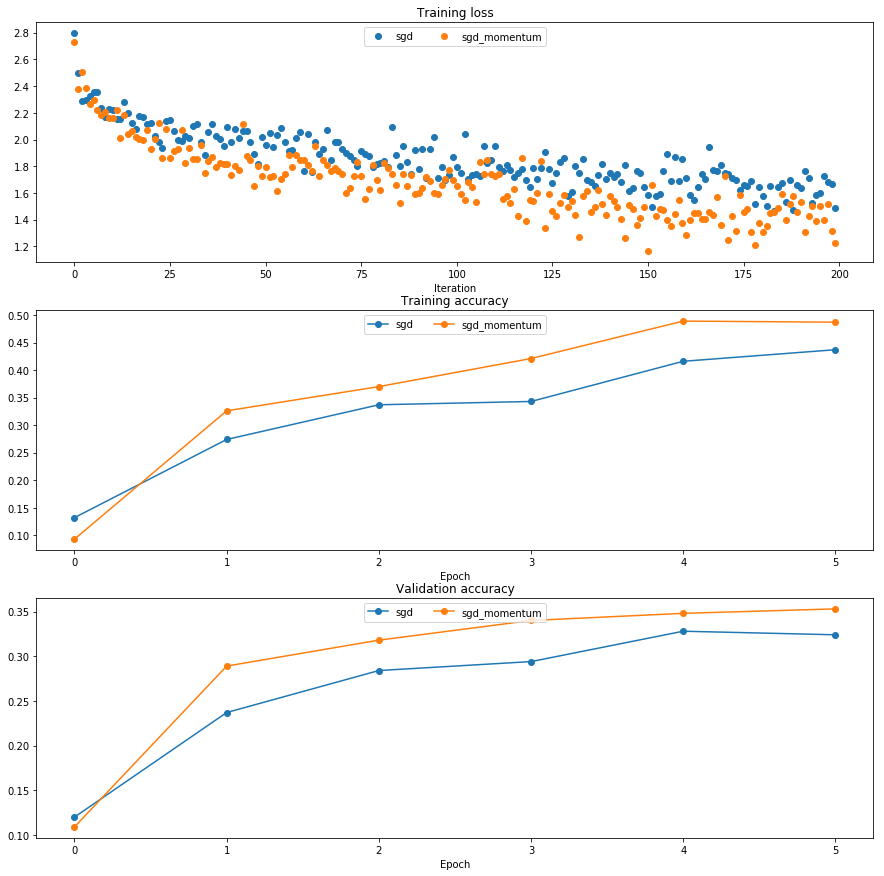 Training loss
sgd sgd_momentum
2.8
2.6
2.4
2.2
2.0
1.8
1.6
1.4
1.2
0 25 50 75 100 125 150 175 200
Iteration
Training accuracy
sgd sgd_momentum
0.50
0.45
0.40
0.35
0.30
0.25
0.20
0.15
0.10
0 1 2 3 4 5
Epoch
Validation accuracy
sgd sgd_momentum
0.35
0.30
0.25
0.20
0.15
0.10
0 1 2 3 4 5
Epoch